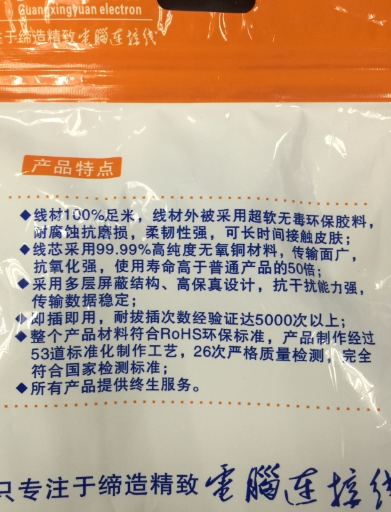 Guangxingyuan electron
注于缔造精致 電腦连接线
产品特点
◆线材100%足米，线材外被采用超软无毒环保胶料，
耐腐蚀抗磨损，柔韧性强，可长时间接触皮肤；
◆线芯采用99.99%高纯度无氧铜材料，传输面广，
抗氧化强，使用寿命高于普通产品的50倍；
◆采用多层屏蔽结构、高保真设计，抗干扰能力强，
传输数据稳定；
◆即插即用，耐拔插次数经验证达5000次以上；
◆整个产品材料符合RoHS环保标准，产品制作经过
53道标准化制作工艺，26次严格质量检测，完全
符合国家检测标准；
◆所有产品提供终生服务。
只专注于缔造精致 電腦连接线